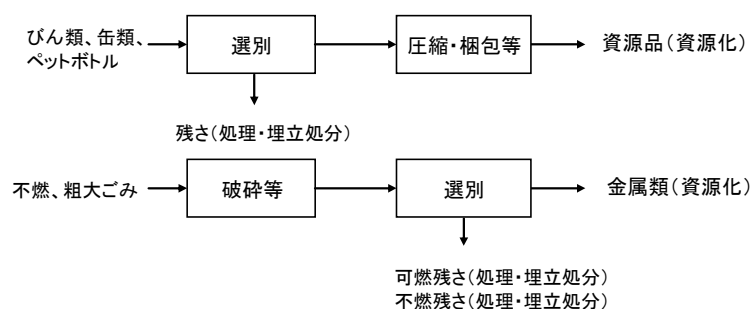 びん類、缶類、
ペットボトル
選別
圧縮・梱包等
資源品(資源化)
残さ(処理・埋立処分)
不燃、粗大ごみ
破砕等
選別
金属類(資源化)
可燃残さ(処理・埋立処分)
不燃残さ(処理・埋立処分)